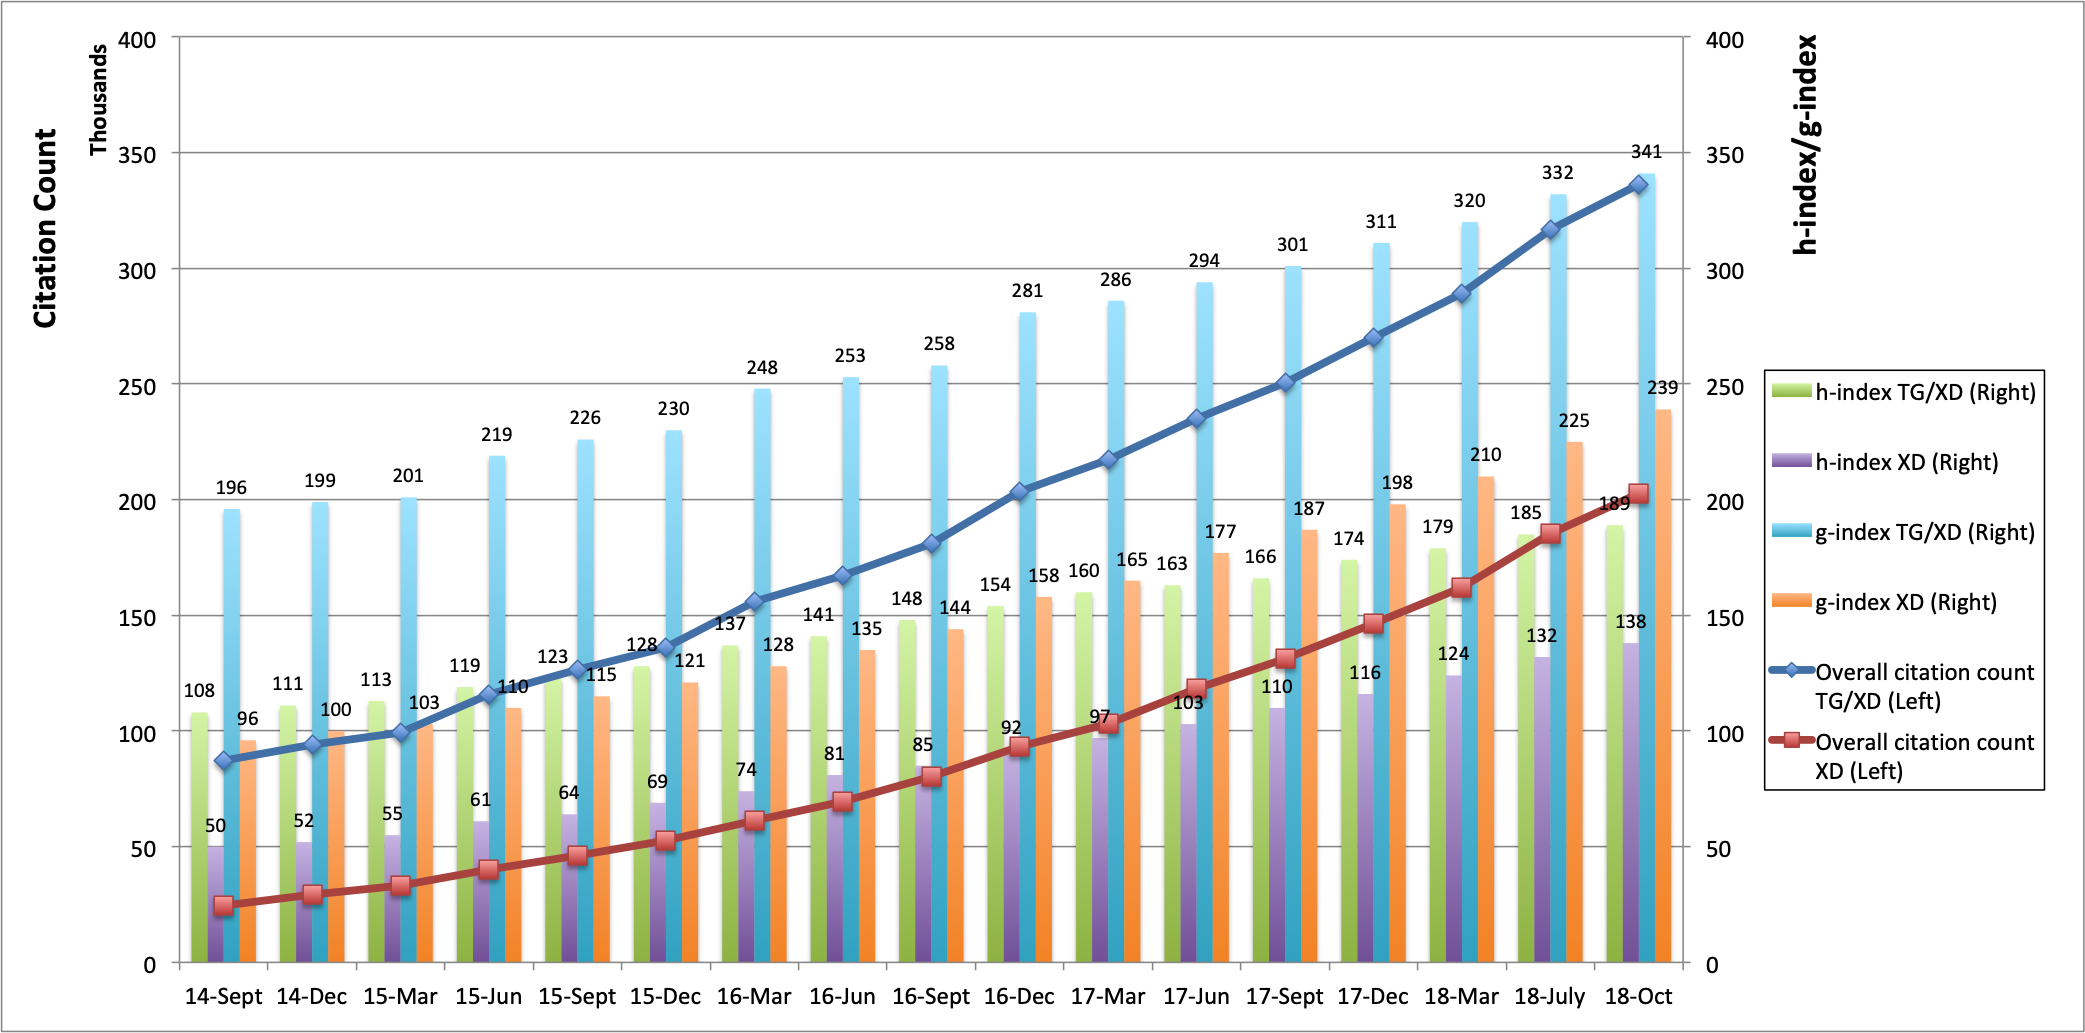 Citation Count
Thousands
400
350
300
250
200
150
100
50
0
400
350
300
250
200
150
100
50
0
h-index/g-index
108 50 196 96
111 52 199 100
113 55 201 103
119 61 219 110
123 64 226 115
128 69 230 121
137 74 248 128
141 81 253 135
148 85 258 144
154 92 281 158
160 97 286 165
163 103 294 177
166 110 301 187
174 116 311 198
179 124 320 210
185 132 332 225
189 138 341 239
14-Sept 14-Dec 15-Mar 15-Jun 15-Sept 15-Dec 16-Mar 16-Jun 16-Sept 16-Dec 17-Mar 17-Jun 17-Sept 17-Dec 18-Mar 18-July 18-Oct
h-index TG/XD (Right)
h-index XD (Right)
g-index TG/XD (Right)
g-index XD (Right)
Overall citation count
TG/XD (Left)
Overall citation count
XD (Left)